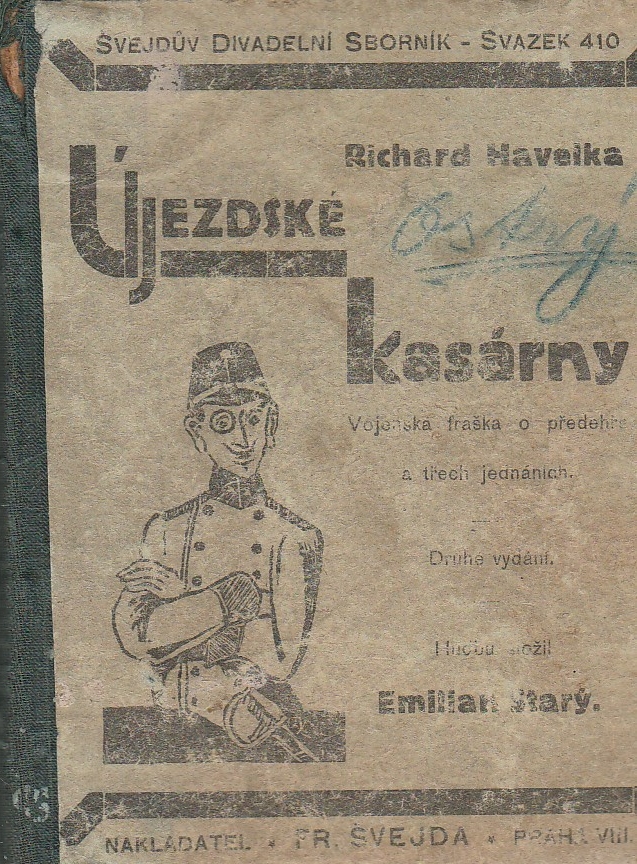 ŠVEJDŮV DIVADELNÍ SBORNÍK - SVAZEK 410
Richard Havelka
ÚJEZDSKÉ
kasárny
Vojenská fraška o předehře
a třech jednáních.
Druhé vydání.
Hudbu složil
Emilian Starý.
NAKLADATEL • FR. ŠVEJDA • PRAHA VIII.